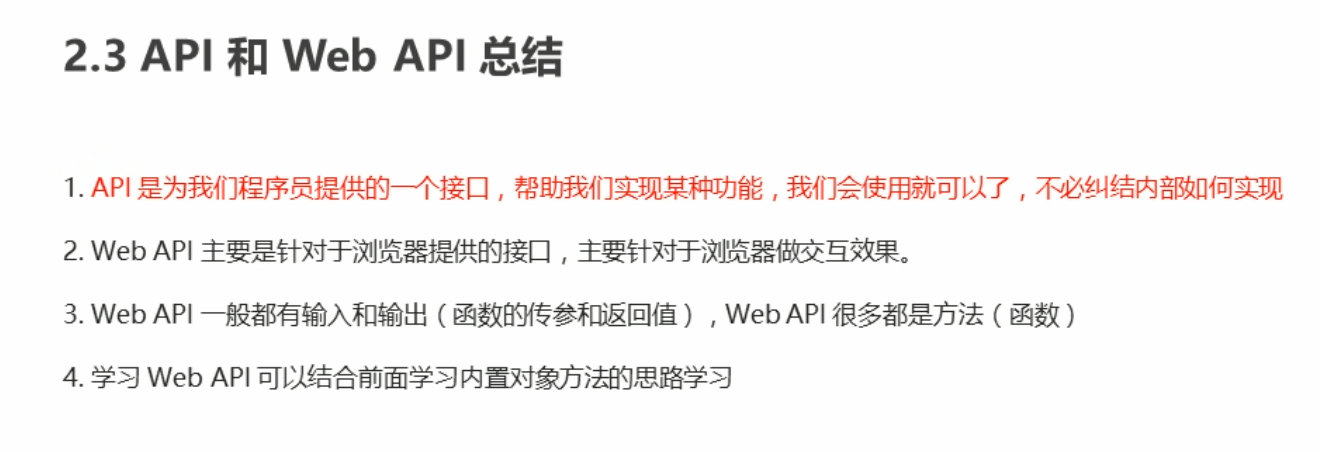 2.3 API 和 Web API 总结
1. API 是为我们程序员提供的一个接口，帮助我们实现某种功能，我们会使用就可以了，不必纠结内部如何实现
2. Web API 主要是针对于浏览器提供的接口，主要针对于浏览器做交互效果。
3. Web API 一般都有输入和输出（函数的传参和返回值），Web API 很多都是方法（函数）
4. 学习 Web API 可以结合前面学习内置对象方法的思路学习